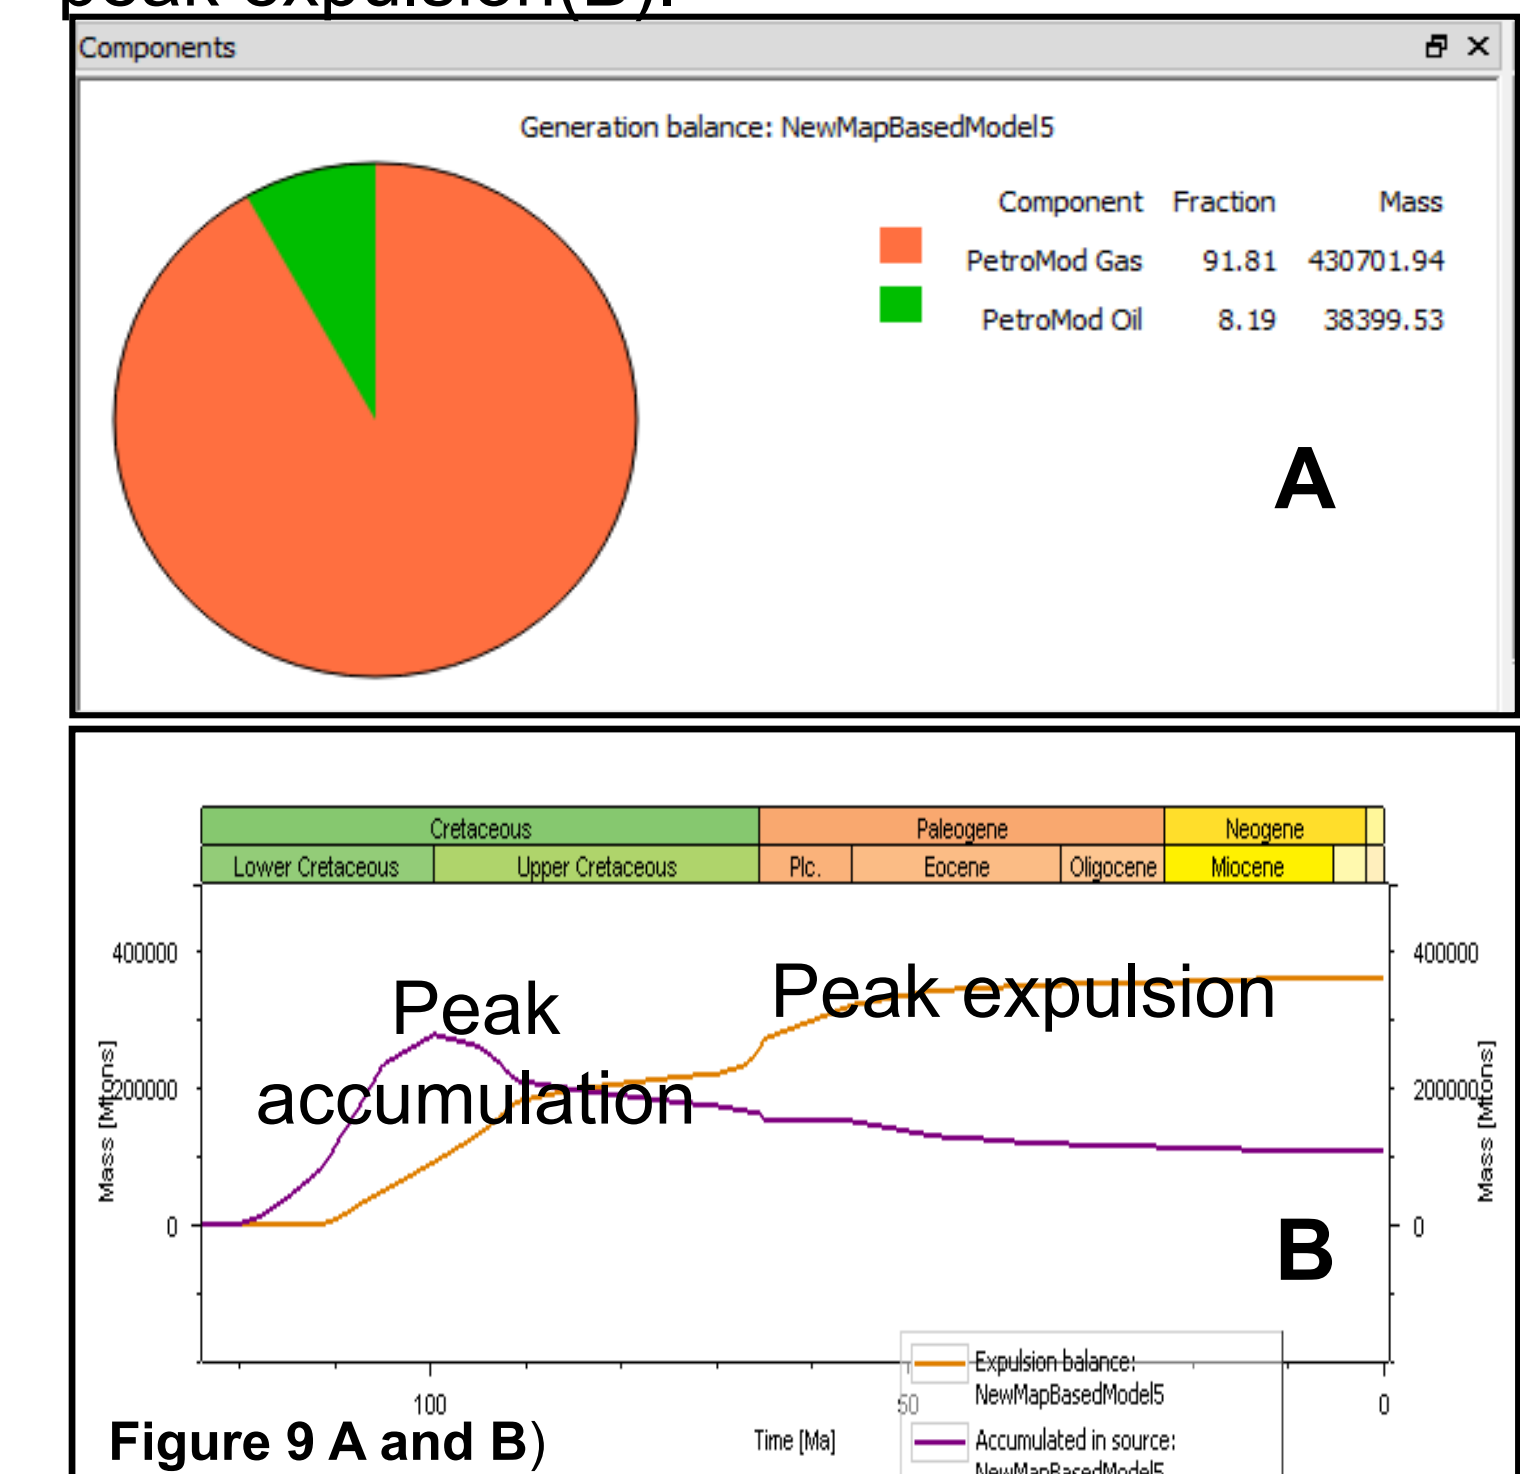 peak expulsion(B).
Components
Generation balance: NewMapBasedModel5
Component Fraction Mass
PetroMod Gas 91.81 430701.94
PetroMod Oil 8.19 38399.53
A
Cretaceous Paleogene Neogene
Lower Cretaceous Upper Cretaceous Plc. Eocene Oligocene Miocene
400000 400000
Peak Peak expulsion
accumulation
200000 200000
Mass [Mtons] Mass [Mtons]
0 0
B
100 50 0
Time [Ma]
Expulsion balance:
NewMapBasedModel5
Accumulated in source:
NewMapBasedModel5
Figure 9 A and B)